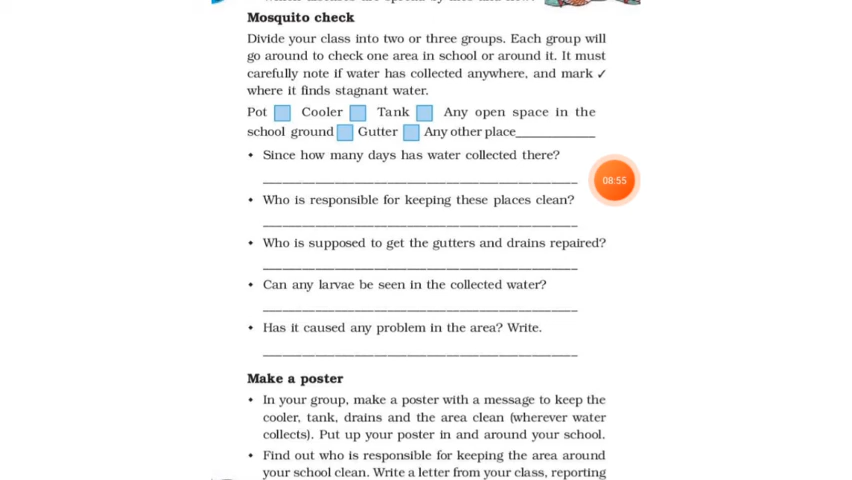 Mosquito check
Divide your class into two or three groups. Each group will
go around to check one area in school or around it. It must
carefully note if water has collected anywhere, and mark ✓
where it finds stagnant water.
Pot Cooler Tank Any open space in the
school ground Gutter Any other place____________
• Since how many days has water collected there?
08:55
• Who is responsible for keeping these places clean?
• Who is supposed to get the gutters and drains repaired?
• Can any larvae be seen in the collected water?
• Has it caused any problem in the area? Write.
Make a poster
• In your group, make a poster with a message to keep the
cooler, tank, drains and the area clean (wherever water
collects). Put up your poster in and around your school.
• Find out who is responsible for keeping the area around
your school clean. Write a letter from your class, reporting